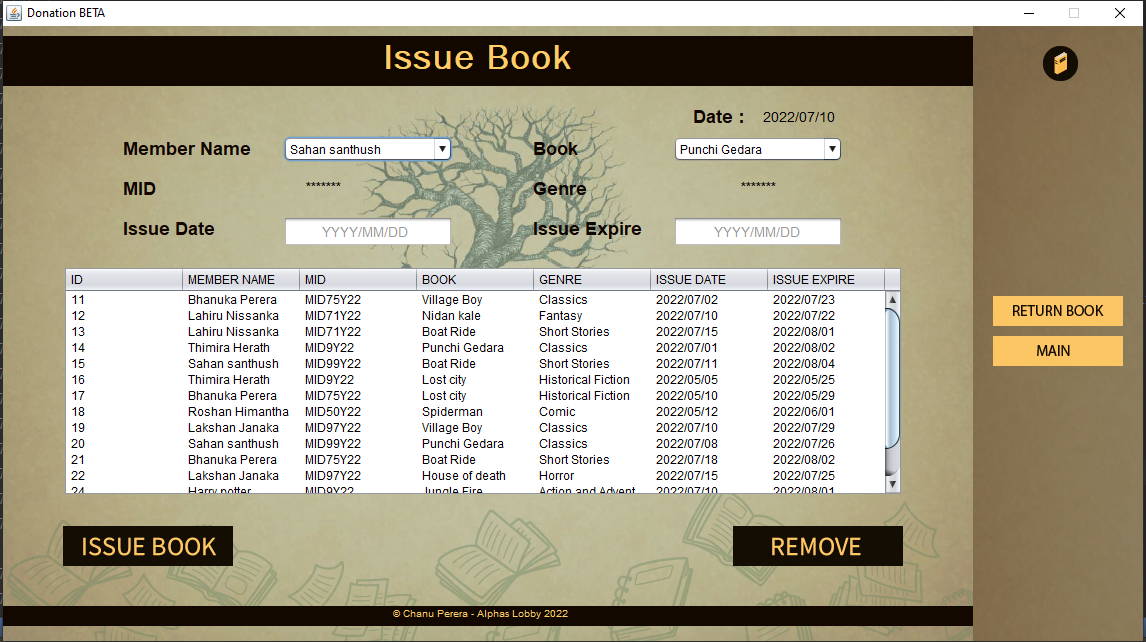 Donation BETA
Issue Book
Date : 2022/07/10
Member Name Sahan santhush Book Punchi Gedara
MID ******* Genre *******
Issue Date YYYY/MM/DD Issue Expire YYYY/MM/DD
ID MEMBER NAME MID BOOK GENRE ISSUE DATE ISSUE EXPIRE
11 Bhanuka Perera MID75Y22 Village Boy Classics 2022/07/02 2022/07/23
12 Lahiru Nissanka MID71Y22 Nidan kale Fantasy 2022/07/10 2022/07/22
13 Lahiru Nissanka MID71Y22 Boat Ride Short Stories 2022/07/15 2022/08/01
14 Thimira Herath MID9Y22 Punchi Gedara Classics 2022/07/01 2022/08/02
15 Sahan santhush MID99Y22 Boat Ride Short Stories 2022/07/11 2022/08/04
16 Thimira Herath MID9Y22 Lost city Historical Fiction 2022/05/05 2022/05/25
17 Bhanuka Perera MID75Y22 Lost city Historical Fiction 2022/05/10 2022/05/29
18 Roshan Himantha MID50Y22 Spiderman Comic 2022/05/12 2022/06/01
19 Lakshan Janaka MID97Y22 Village Boy Classics 2022/07/10 2022/07/29
20 Sahan santhush MID99Y22 Punchi Gedara Classics 2022/07/08 2022/07/26
21 Bhanuka Perera MID75Y22 Boat Ride Short Stories 2022/07/18 2022/08/02
22 Lakshan Janaka MID97Y22 House of death Horror 2022/07/15 2022/07/25
24 Harry potter MID9Y22 Jungle Fire Action and Advent 2022/07/10 2022/08/01
RETURN BOOK
MAIN
ISSUE BOOK REMOVE
© Chanu Perera - Alphas Lobby 2022